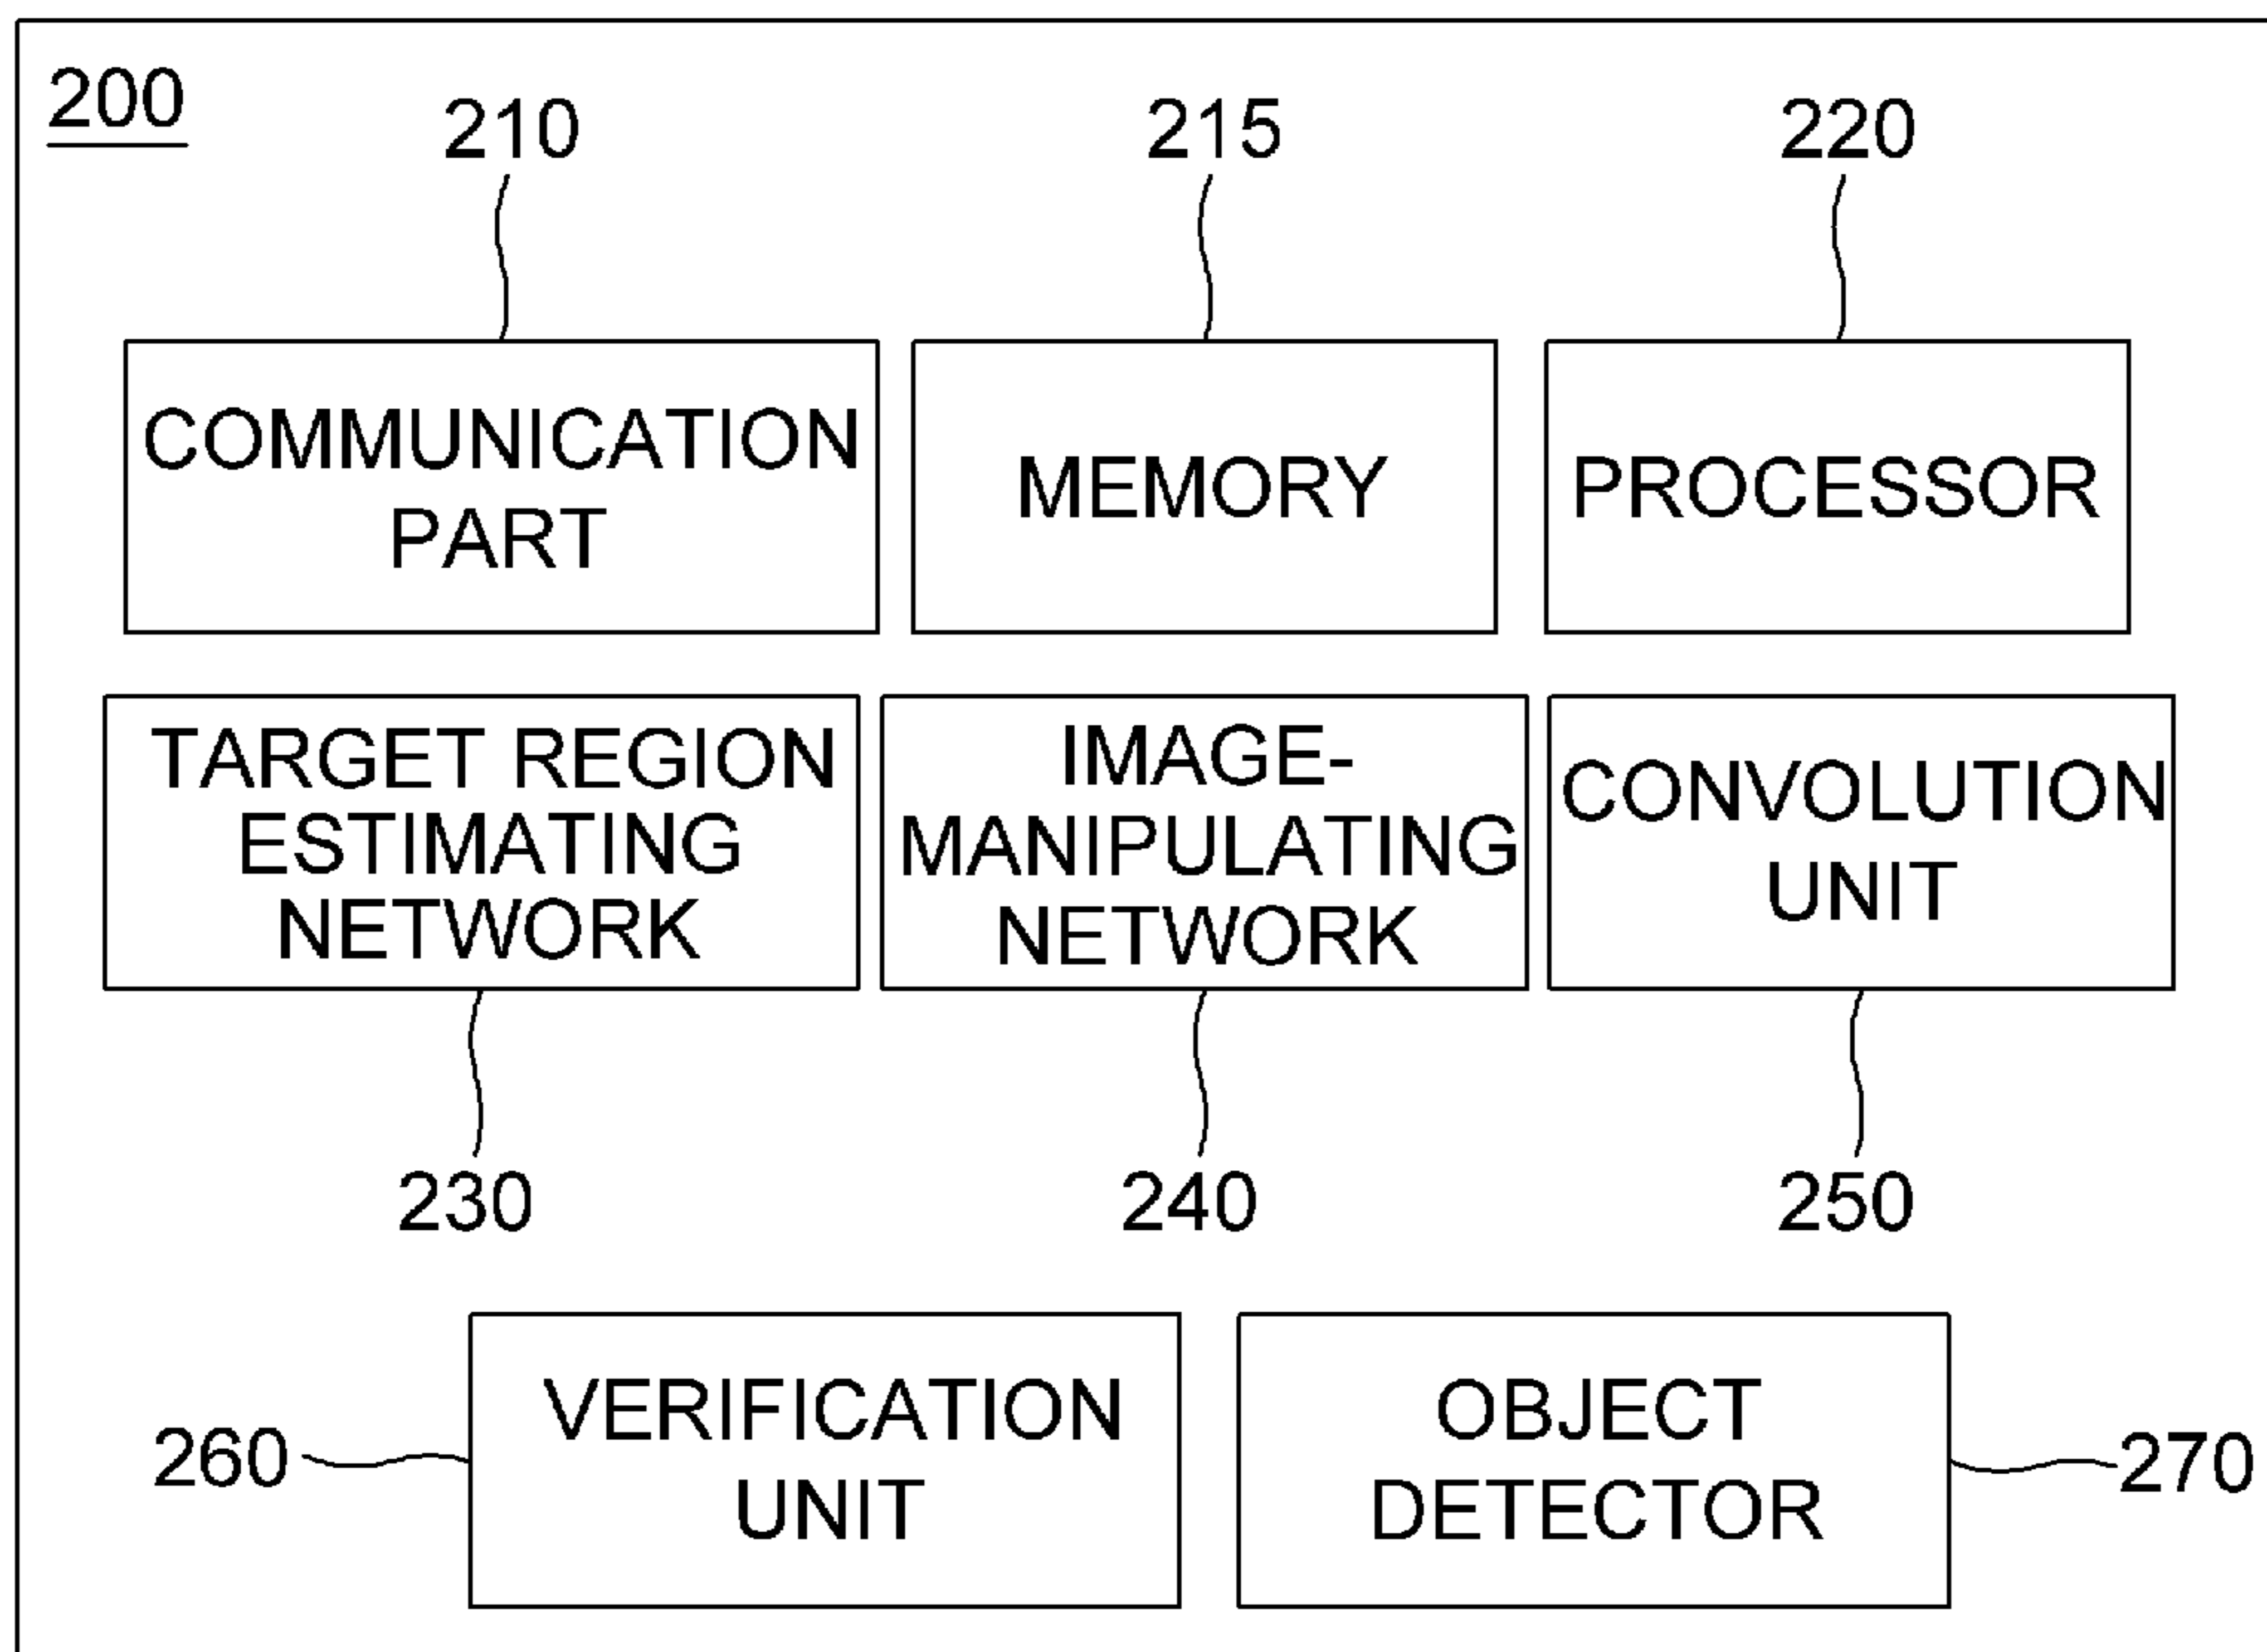 200
210
215
220
COMMUNICATION
PART
MEMORY
PROCESSOR
TARGET REGION
ESTIMATING
NETWORK
IMAGE-
MANIPULATING
NETWORK
CONVOLUTION
UNIT
230
240
250
260
VERIFICATION
UNIT
OBJECT
DETECTOR
270